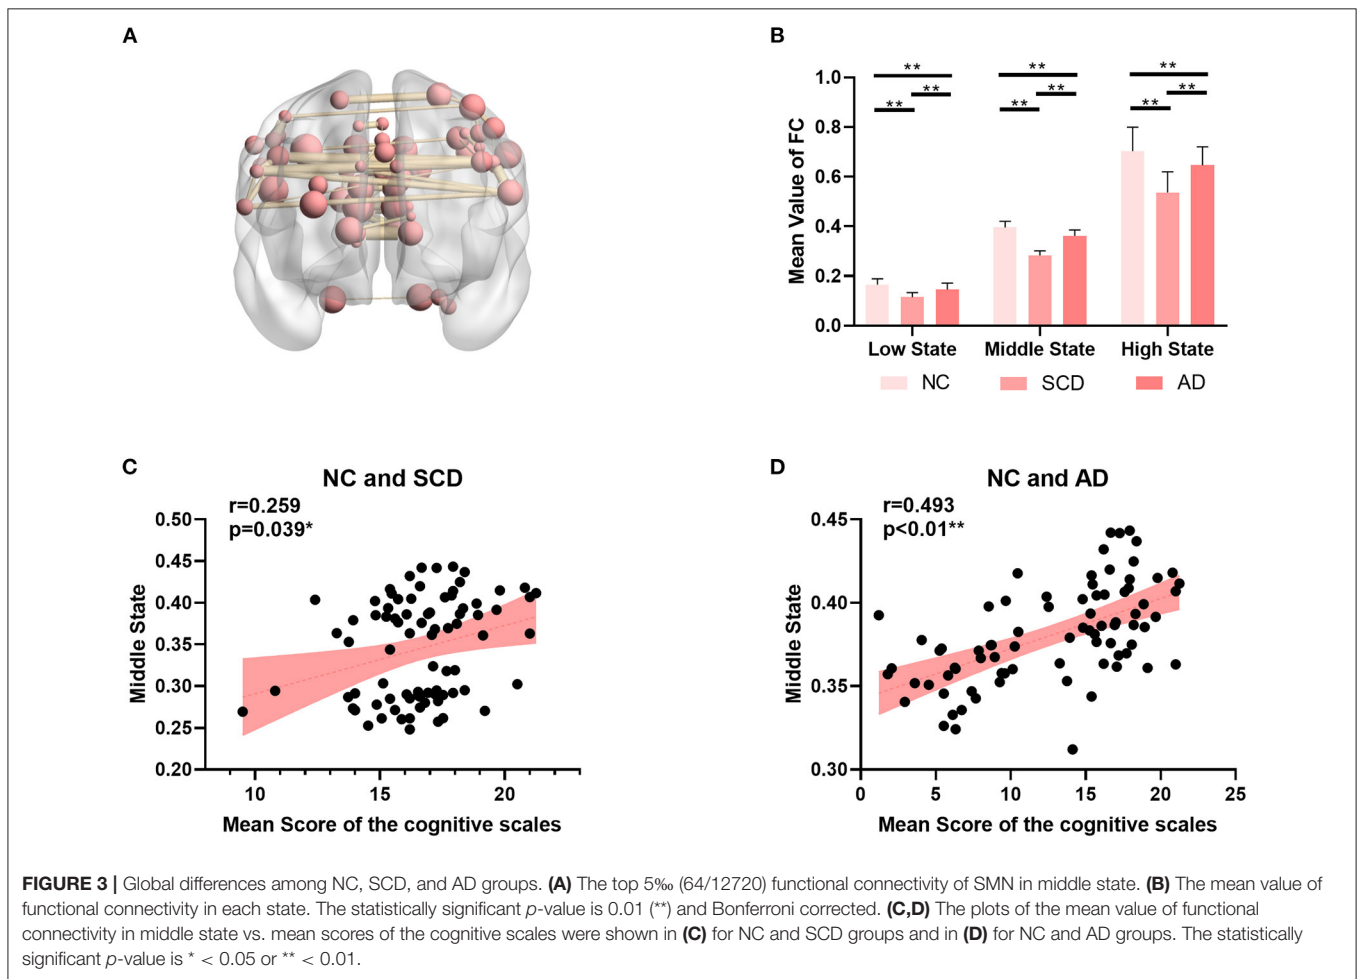 A
B
**
**
**
**
**
**
**
**
**
Mean Value of FC
1.0
0.8
0.6
0.4
0.2
0.0
Low State
Middle State
High State
NC
SCD
AD
C
NC and SCD
r=0.259
p=0.039*
Middle State
0.50
0.45
0.40
0.35
0.30
0.25
0.20
10
15
20
Mean Score of the cognitive scales
D
NC and AD
r=0.493
p<0.01**
Middle State
0.45
0.40
0.35
0.30
0
5
10
15
20
25
Mean Score of the cognitive scales
FIGURE 3 | Global differences among NC, SCD, and AD groups. (A) The top 5‰ (64/12720) functional connectivity of SMN in middle state. (B) The mean value of
functional connectivity in each state. The statistically significant p-value is 0.01 (**) and Bonferroni corrected. (C,D) The plots of the mean value of functional
connectivity in middle state vs. mean scores of the cognitive scales were shown in (C) for NC and SCD groups and in (D) for NC and AD groups. The statistically
significant p-value is * < 0.05 or ** < 0.01.